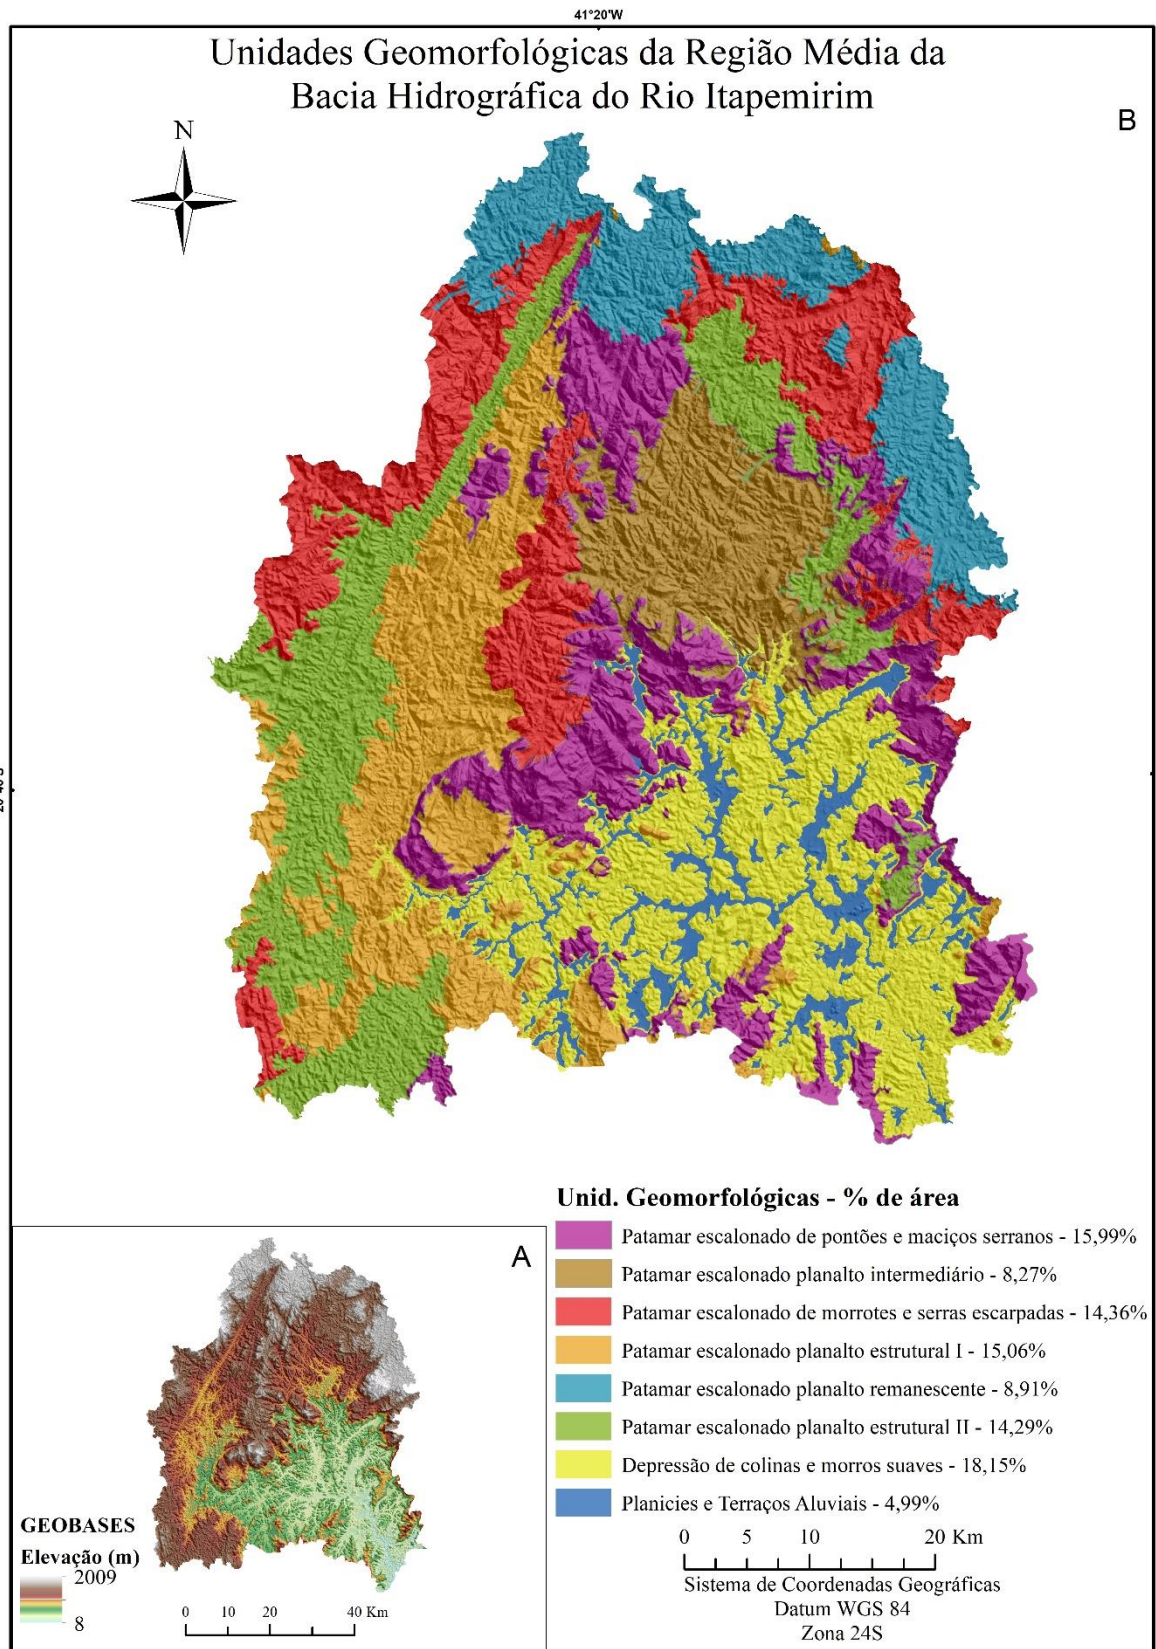 41°20'W
Unidades Geomorfológicas da Região Média da
Bacia Hidrográfica do Rio Itapemirim
B
N
Unid. Geomorfológicas - % de área
Patamar escalonado de pontões e maciços serranos - 15,99%
Patamar escalonado planalto intermediário - 8,27%
Patamar escalonado de morrotes e serras escarpadas - 14,36%
Patamar escalonado planalto estrutural I - 15,06%
Patamar escalonado planalto remanescente - 8,91%
Patamar escalonado planalto estrutural II - 14,29%
Depressão de colinas e morros suaves - 18,15%
Planicies e Terraços Aluviais - 4,99%
0 5 10 20 Km
Sistema de Coordenadas Geográficas
Datum WGS 84
Zona 24S
A
GEOBASES
Elevação (m)
2009
8
0 10 20 40 Km